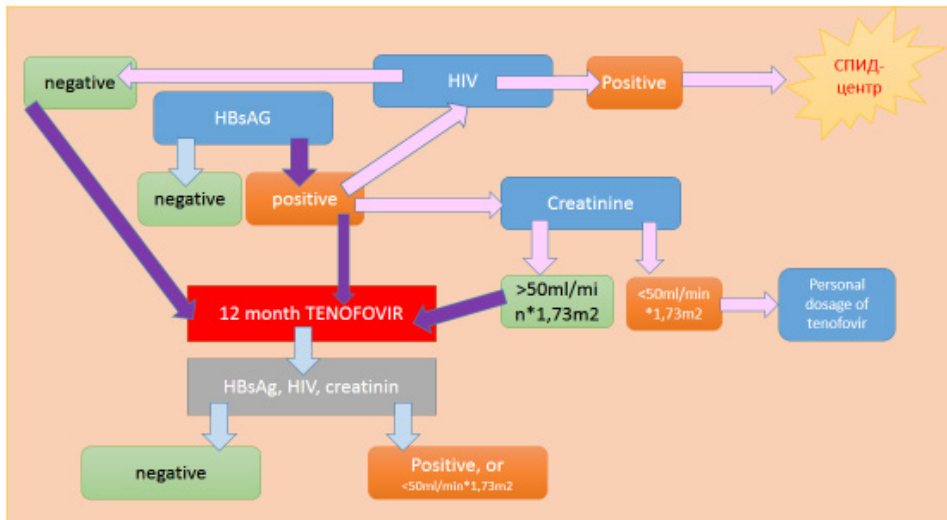 negative
HIV
Positive
СПИД-
центр
HBsAG
negative
positive
Creatinine
12 month TENOFOVIR
>50ml/mi
n*1,73m2
<50ml/min
*1,73m2
Personal
dosage of
tenofovir
HBsAg, HIV, creatinin
negative
Positive, or
<50ml/min*1,73m2